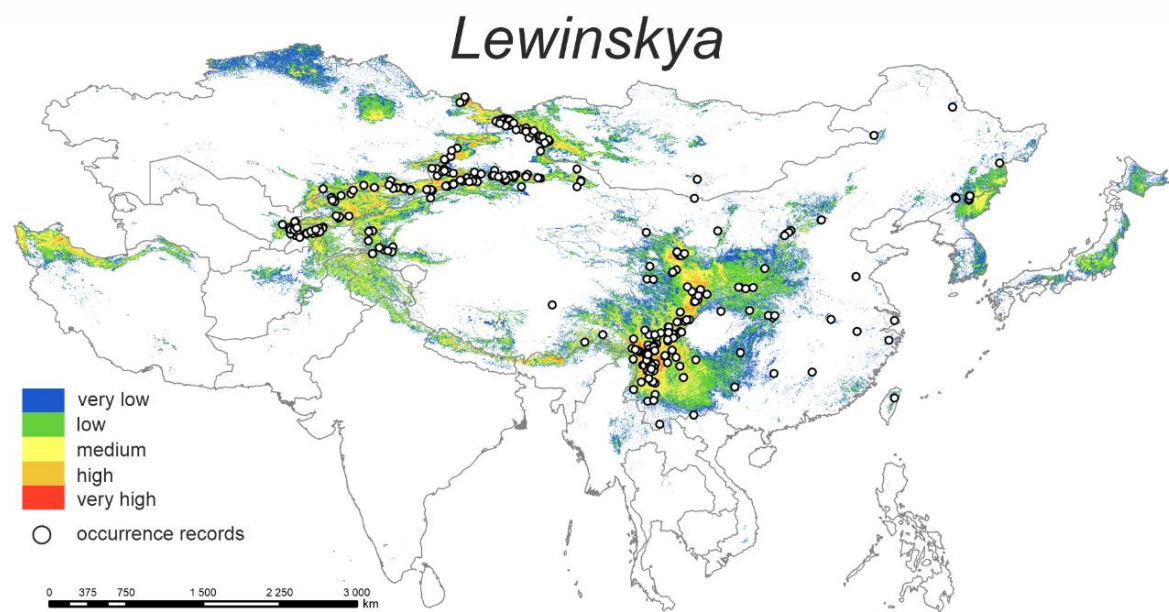 Lewinskya
very low
low
medium
high
very high
occurrence records
0 375 750 1 500 2 250 3 000
km